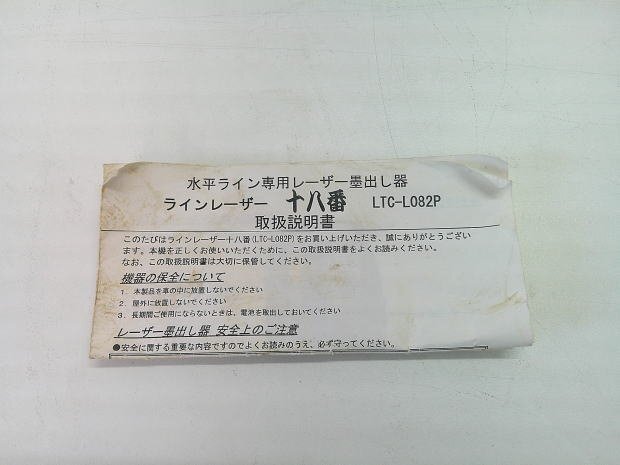 水平ライン専用レーザー墨出し器
ラインレーザー 十八番 LTC-L082P
取扱説明書
このたびはラインレーザー十八番(LTC-L082P)をお買い上げいただき、誠にありがとうござい
ます。本機を正しくお使いいただくために、この取扱説明書をよくお読みください。
なお、この取扱説明書は大切に保管してください。
機器の保全について
1. 本製品を車の中に放置しないでください
2. 屋外に放置しないでください
3. 長期間ご使用にならないときは、電池を取出しておいてください
レーザー墨出し器 安全上のご注意
●安全に関する重要な内容ですのでよくお読みのうえ、必ず守ってください。